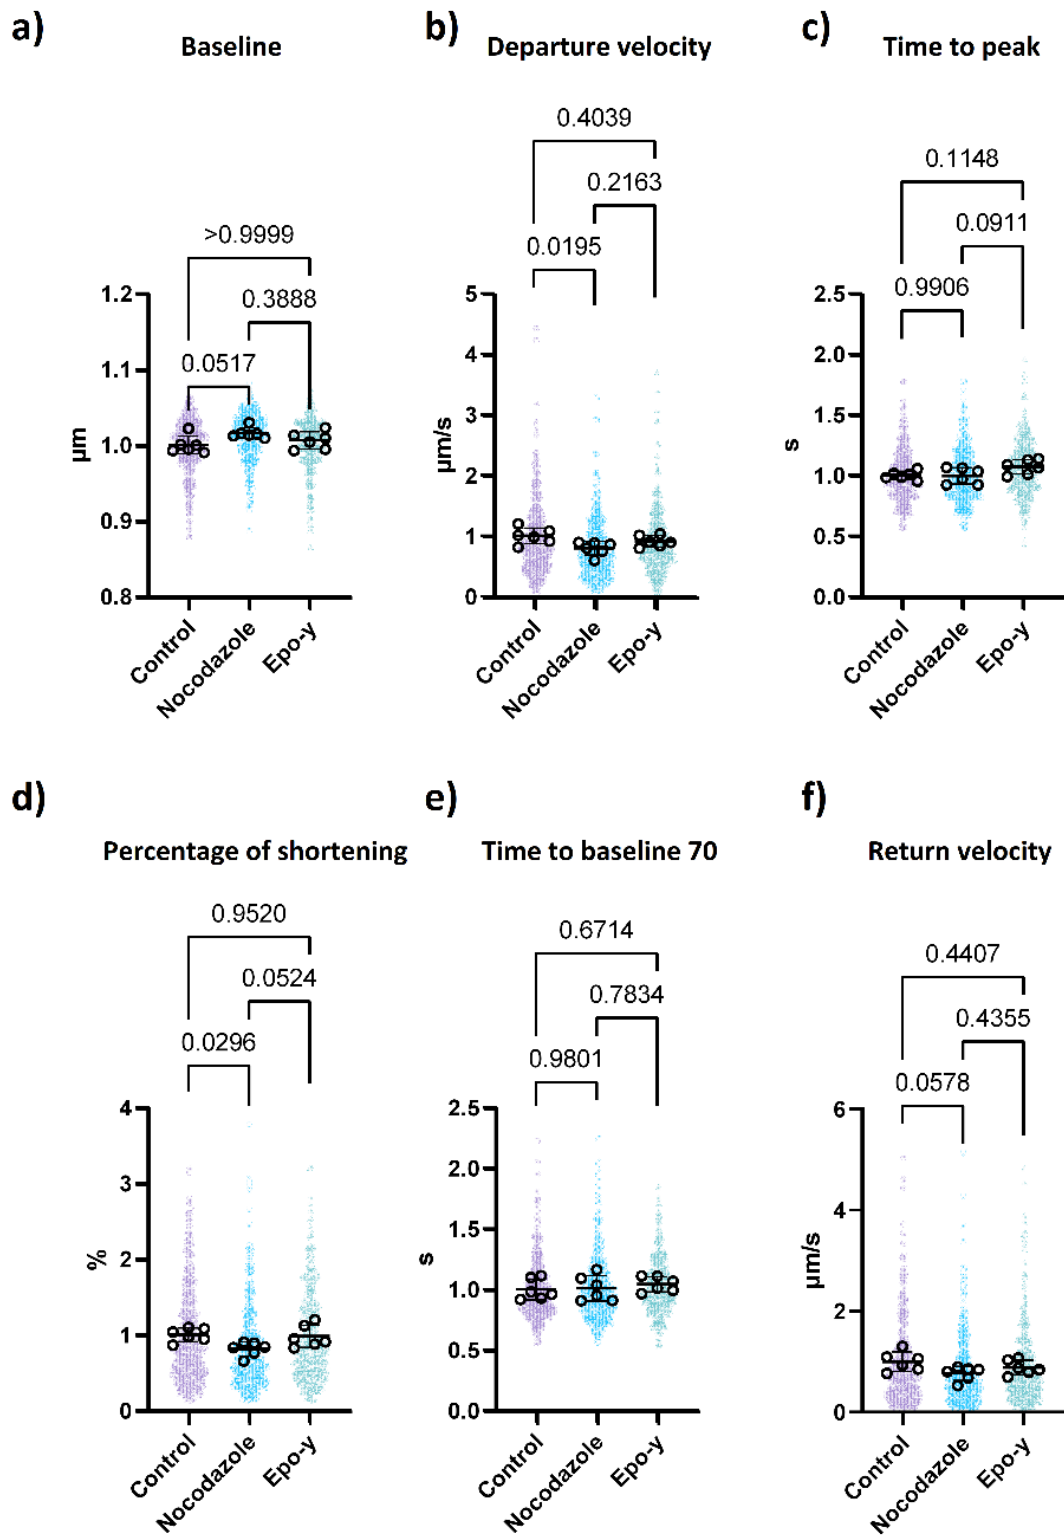 a)
Baseline
>0.9999
0.3888
0.0517
1.2
1.1
1.0
0.9
0.8
µm
Control
Nocodazole
Epo-y
b)
Departure velocity
0.4039
0.2163
0.0195
5
4
3
2
1
0
µm/s
Control
Nocodazole
Epo-y
c)
Time to peak
0.1148
0.0911
0.9906
2.5
2.0
1.5
1.0
0.5
0.0
s
Control
Nocodazole
Epo-y
d)
Percentage of shortening
0.9520
0.0524
0.0296
4
3
2
1
0
%
Control
Nocodazole
Epo-y
e)
Time to baseline 70
0.6714
0.7834
0.9801
2.5
2.0
1.5
1.0
0.5
0.0
s
Control
Nocodazole
Epo-y
f)
Return velocity
0.4407
0.4355
0.0578
6
4
2
0
µm/s
Control
Nocodazole
Epo-y